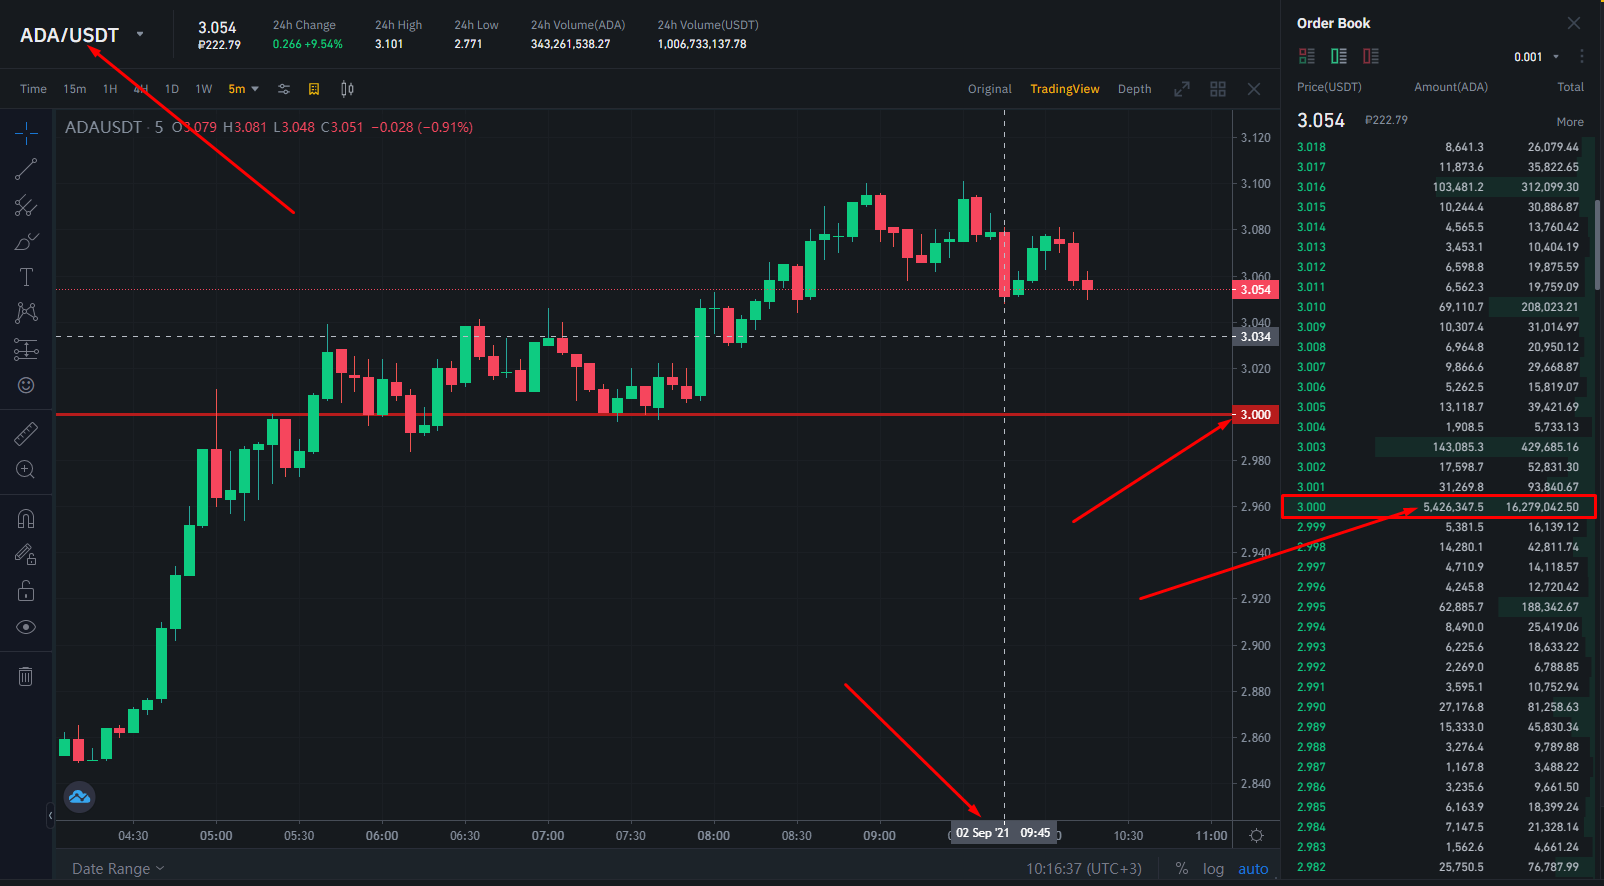 ADA/USDT
3.054
₽222.79
24h Change
0.266 +9.54%
24h High
3.101
24h Low
2.771
24h Volume(ADA)
343,261,538.27
24h Volume(USDT)
1,006,733,137.78
Time 15m 1H 4H 1D 1W 5m
Original TradingView Depth
ADAUSDT · 5 O3.079 H3.081 L3.048 C3.051 −0.028 (−0.91%)
3.120
3.100
3.080
3.060
3.054
3.040
3.034
3.020
3.000
2.980
2.960
2.940
2.920
2.900
2.880
2.860
2.840
04:30 05:00 05:30 06:00 06:30 07:00 07:30 08:00 08:30 09:00 02 Sep '21 09:45 10:30 11:00
Date Range
10:16:37 (UTC+3) % log auto
Order Book
0.001
Price(USDT) Amount(ADA) Total
3.054 ₽222.79 More
3.018 8,641.3 26,079.44
3.017 11,873.6 35,822.65
3.016 103,481.2 312,099.30
3.015 10,244.4 30,886.87
3.014 4,565.5 13,760.42
3.013 3,453.1 10,404.19
3.012 6,598.8 19,875.59
3.011 6,562.3 19,759.09
3.010 69,110.7 208,023.21
3.009 10,307.4 31,014.97
3.008 6,964.8 20,950.12
3.007 9,866.6 29,668.87
3.006 5,262.5 15,819.07
3.005 13,118.7 39,421.69
3.004 1,908.5 5,733.13
3.003 143,085.3 429,685.16
3.002 17,598.7 52,831.30
3.001 31,269.8 93,840.67
3.000 5,426,347.5 16,279,042.50
2.999 5,381.5 16,139.12
2.998 14,280.1 42,811.74
2.997 4,710.9 14,118.57
2.996 4,245.8 12,720.42
2.995 62,885.7 188,342.67
2.994 8,490.0 25,419.06
2.993 6,225.6 18,633.22
2.992 2,269.0 6,788.85
2.991 3,595.1 10,752.94
2.990 27,176.8 81,258.63
2.989 15,333.0 45,830.34
2.988 3,276.4 9,789.88
2.987 1,167.8 3,488.22
2.986 3,235.6 9,661.50
2.985 6,163.9 18,399.24
2.984 7,147.5 21,328.14
2.983 1,562.6 4,661.24
2.982 25,750.5 76,787.99